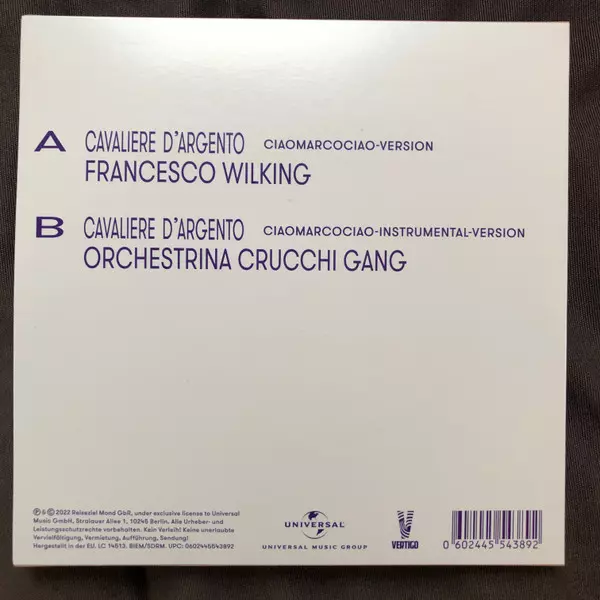 A CAVALIERE D'ARGENTO CIAOMARCOCIAO-VERSION
FRANCESCO WILKING
B CAVALIERE D'ARGENTO CIAOMARCOCIAO-INSTRUMENTAL-VERSION
ORCHESTRINA CRUCCHI GANG
℗ © 2022 Reiseziel Mond GbR, under exclusive license to Universal
Music GmbH, Stralauer Allee 1, 10245 Berlin. Alle Urheber- und
Leistungsschutzrechte vorbehalten. Kein Verleih! Keine unerlaubte
Vervielfältigung, Vermietung, Aufführung, Sendung!
Hergestellt in der EU. LC 14513. BIEM/SDRM. UPC: 0602445543892
UNIVERSAL
UNIVERSAL MUSIC GROUP
VERTIGO
0 602445 543892